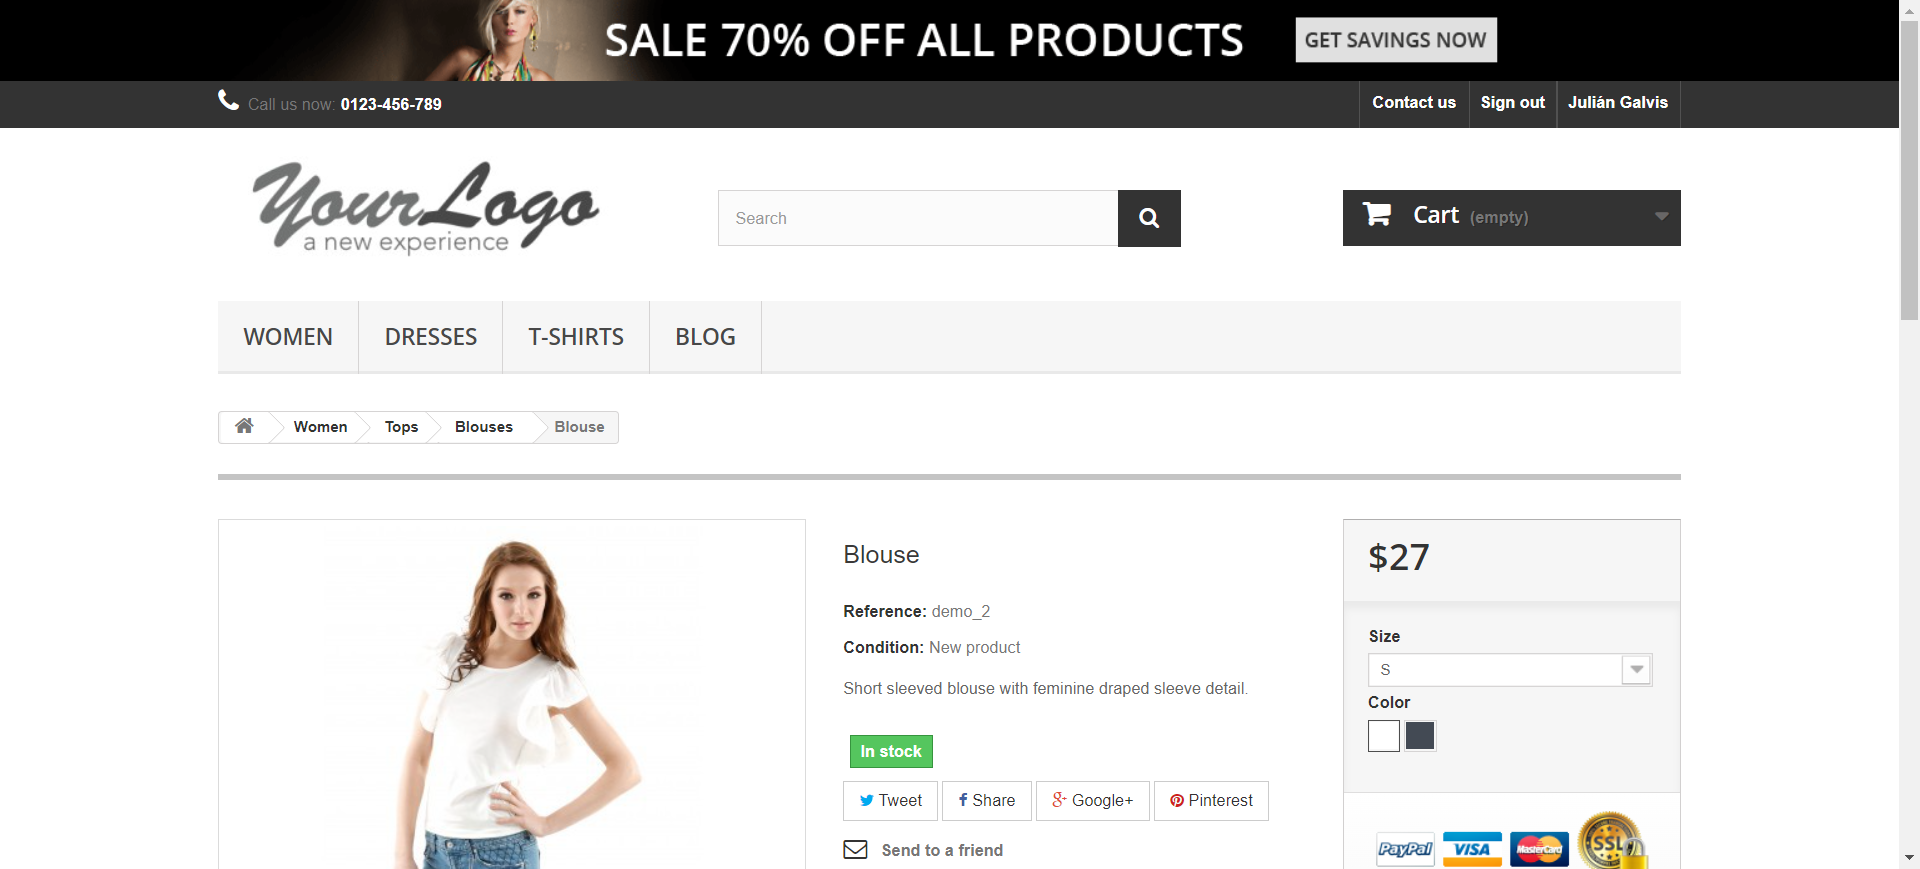 SALE 70% OFF ALL PRODUCTS GET SAVINGS NOW
Call us now: 0123-456-789 Contact us Sign out Julián Galvis
YourLogo
a new experience
Search
Cart (empty)
WOMEN DRESSES T-SHIRTS BLOG
Women Tops Blouses Blouse
Blouse
Reference: demo_2
Condition: New product
Short sleeved blouse with feminine draped sleeve detail.
In stock
Tweet Share Google+ Pinterest
Send to a friend
$27
Size
S
Color
PayPal VISA MasterCard SSL